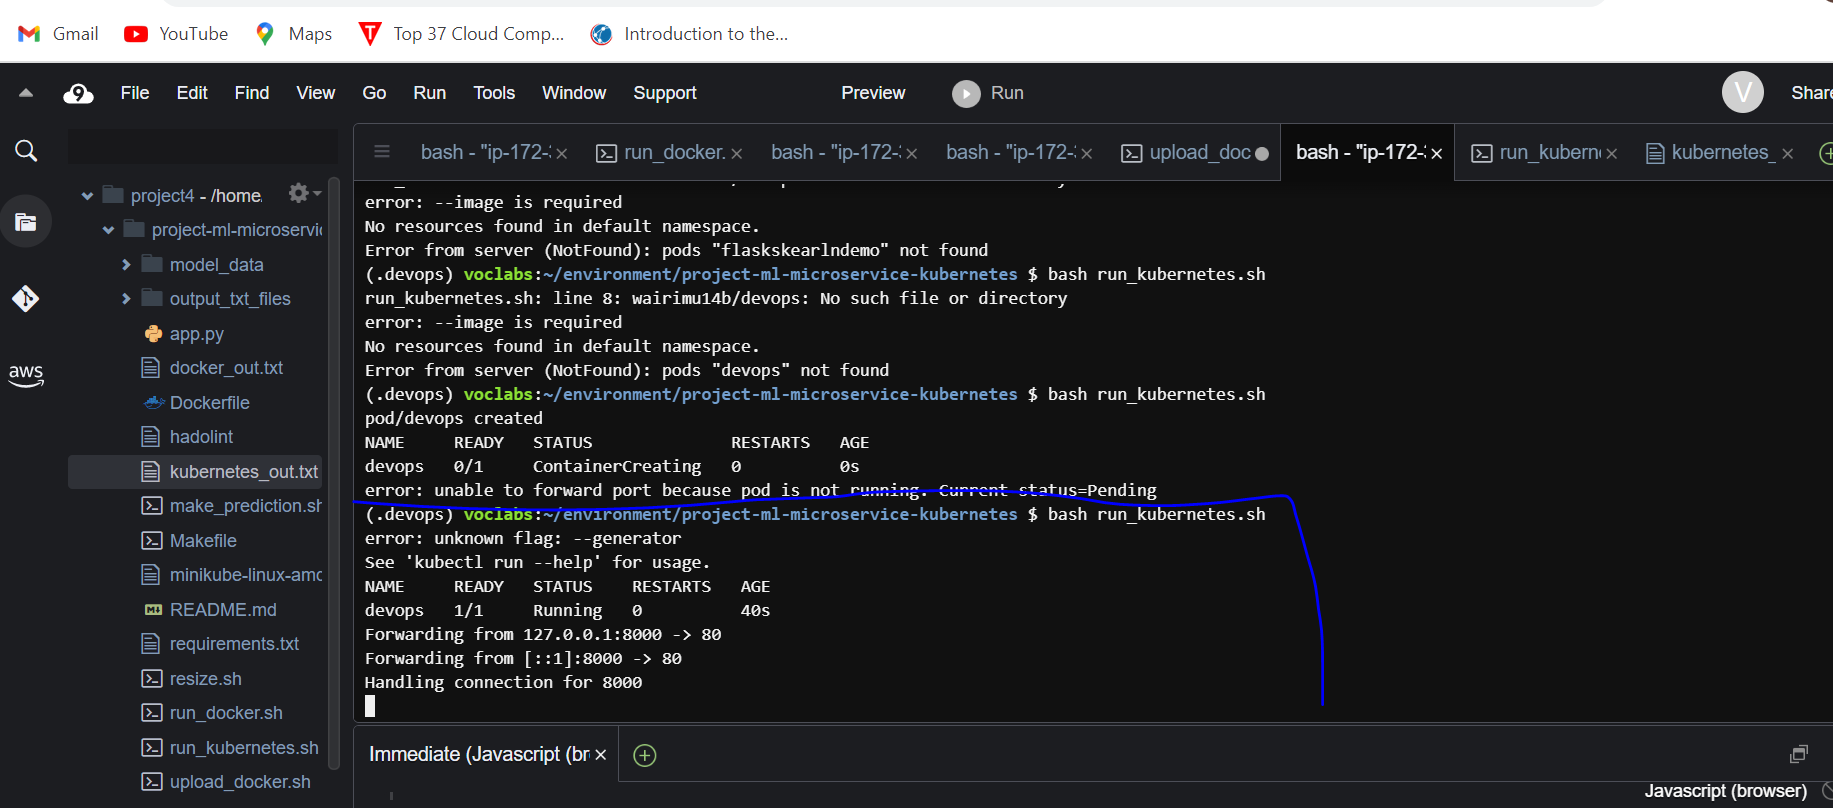 Gmail YouTube Maps Top 37 Cloud Comp... Introduction to the...
9 File Edit Find View Go Run Tools Window Support Preview Run V Share
bash - "ip-172-: × run_docker. × bash - "ip-172-: × bash - "ip-172-: × upload_doc bash - "ip-172-: × run_kubern × kubernetes_ ×
project4 - /home.
project-ml-microservic
model_data
output_txt_files
app.py
docker_out.txt
Dockerfile
hadolint
kubernetes_out.txt
make_prediction.sh
Makefile
minikube-linux-amd
README.md
requirements.txt
resize.sh
run_docker.sh
run_kubernetes.sh
upload_docker.sh
aws
error: --image is required
No resources found in default namespace.
Error from server (NotFound): pods "flaskskearlndemo" not found
(.devops) voclabs:~/environment/project-ml-microservice-kubernetes $ bash run_kubernetes.sh
run_kubernetes.sh: line 8: wairimu14b/devops: No such file or directory
error: --image is required
No resources found in default namespace.
Error from server (NotFound): pods "devops" not found
(.devops) voclabs:~/environment/project-ml-microservice-kubernetes $ bash run_kubernetes.sh
pod/devops created
NAME READY STATUS RESTARTS AGE
devops 0/1 ContainerCreating 0 0s
error: unable to forward port because pod is not running. Current status=Pending
(.devops) voclabs:~/environment/project-ml-microservice-kubernetes $ bash run_kubernetes.sh
error: unknown flag: --generator
See 'kubectl run --help' for usage.
NAME READY STATUS RESTARTS AGE
devops 1/1 Running 0 40s
Forwarding from 127.0.0.1:8000 -> 80
Forwarding from [::1]:8000 -> 80
Handling connection for 8000
Immediate (Javascript (br ×
Javascript (browser)